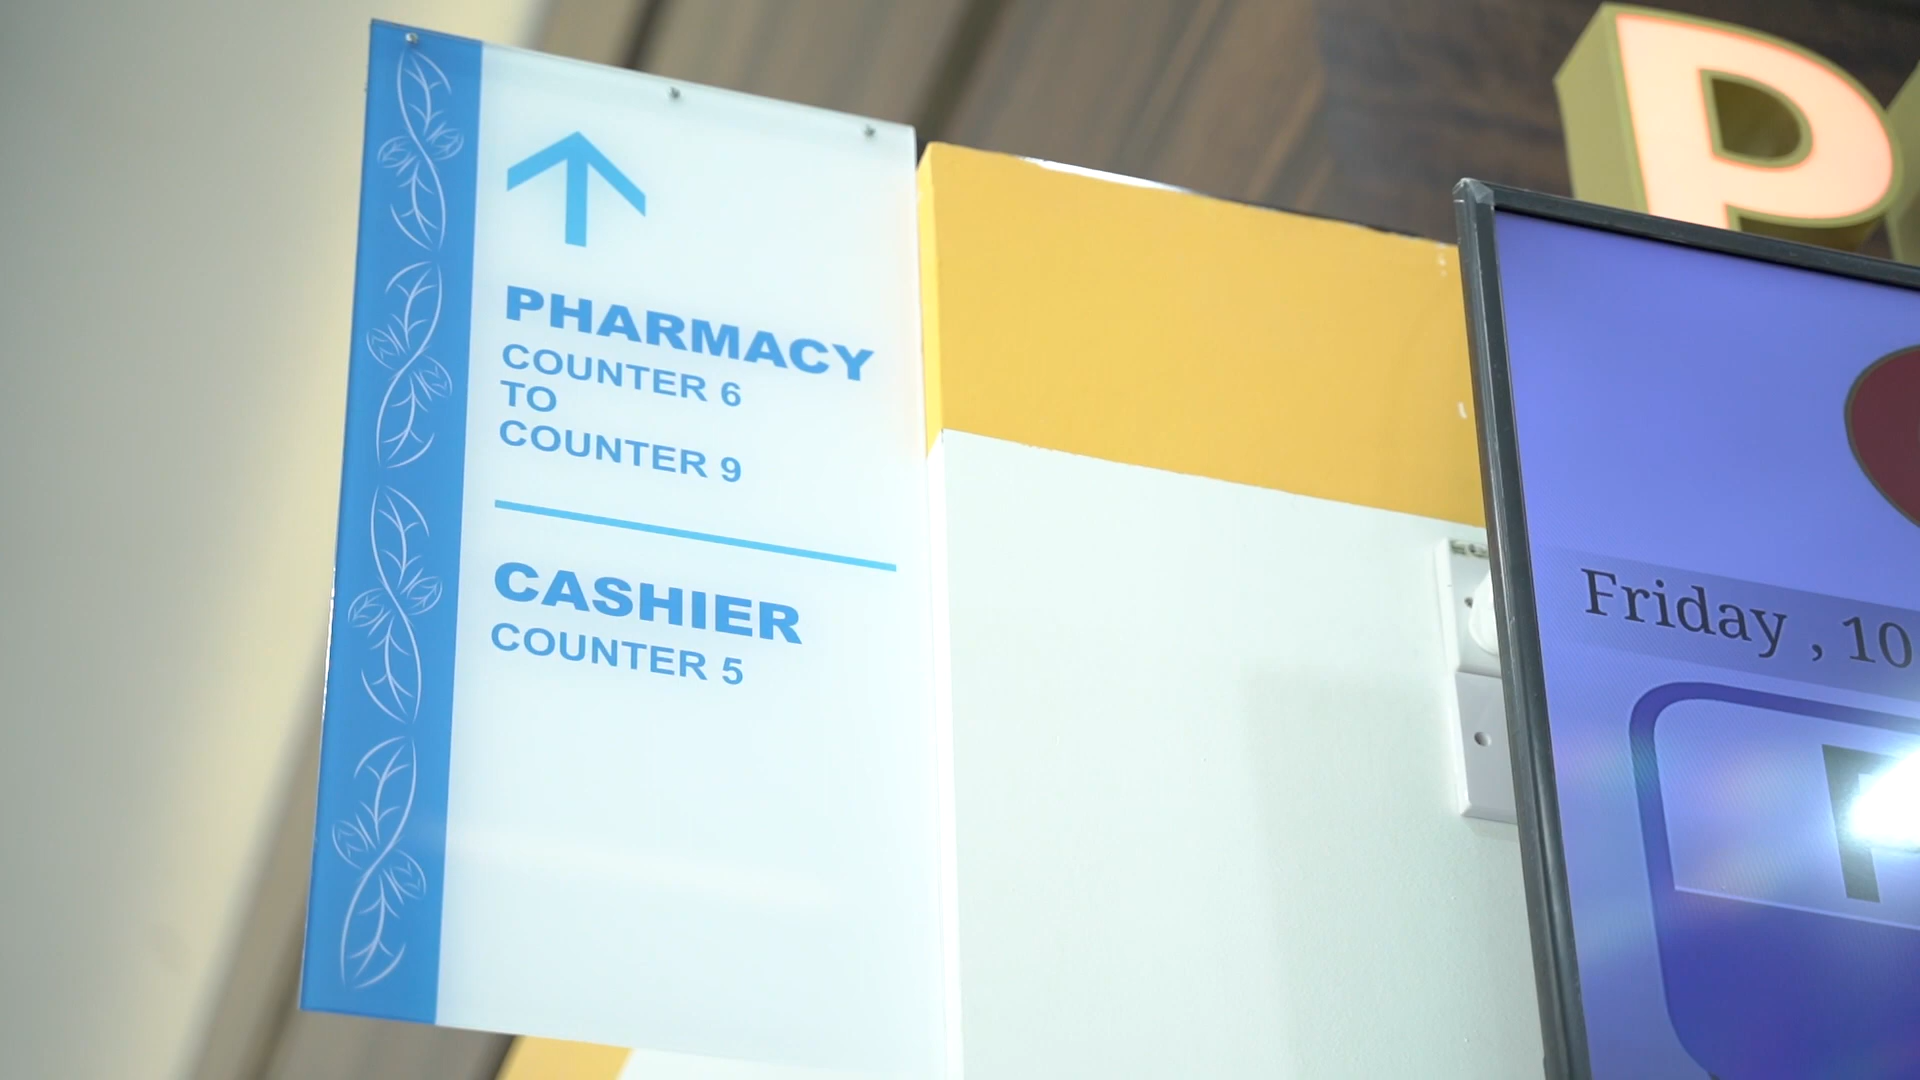 PHARMACY
COUNTER 6
TO
COUNTER 9
CASHIER
COUNTER 5
P
Friday , 10